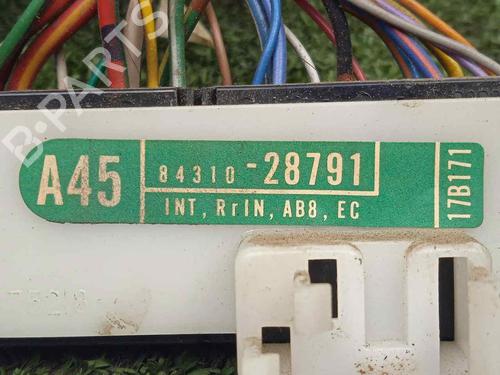 B-PARTS
A45
84310-28791
INT, RrIN, AB8, EC
17B171